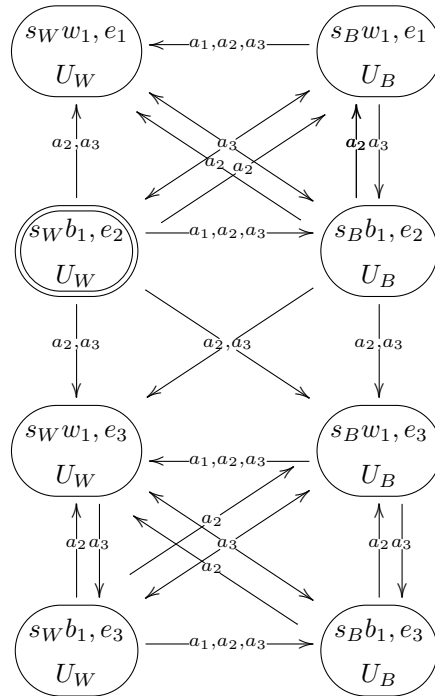 s_W w_1, e_1
U_W
a_1,a_2,a_3
s_B w_1, e_1
U_B
a_2,a_3
a_3
a_2
a_2
a_2
a_3
s_W b_1, e_2
U_W
a_1,a_2,a_3
s_B b_1, e_2
U_B
a_2,a_3
a_2,a_3
a_2,a_3
s_W w_1, e_3
U_W
a_1,a_2,a_3
s_B w_1, e_3
U_B
a_2
a_3
a_2
a_3
a_2
a_2
a_3
s_W b_1, e_3
U_W
a_1,a_2,a_3
s_B b_1, e_3
U_B